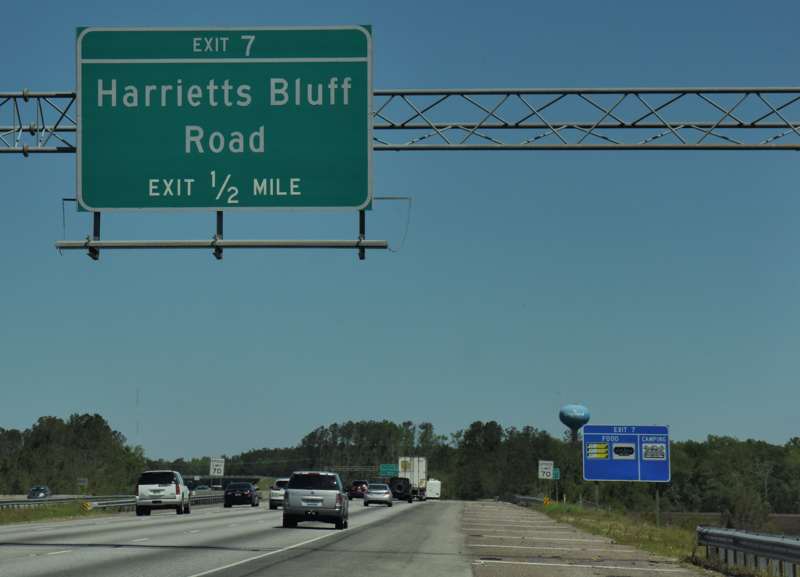 EXIT 7
Harrietts Bluff
Road
EXIT 1/2 MILE
EXIT 7
FOOD
CAMPING
70
70